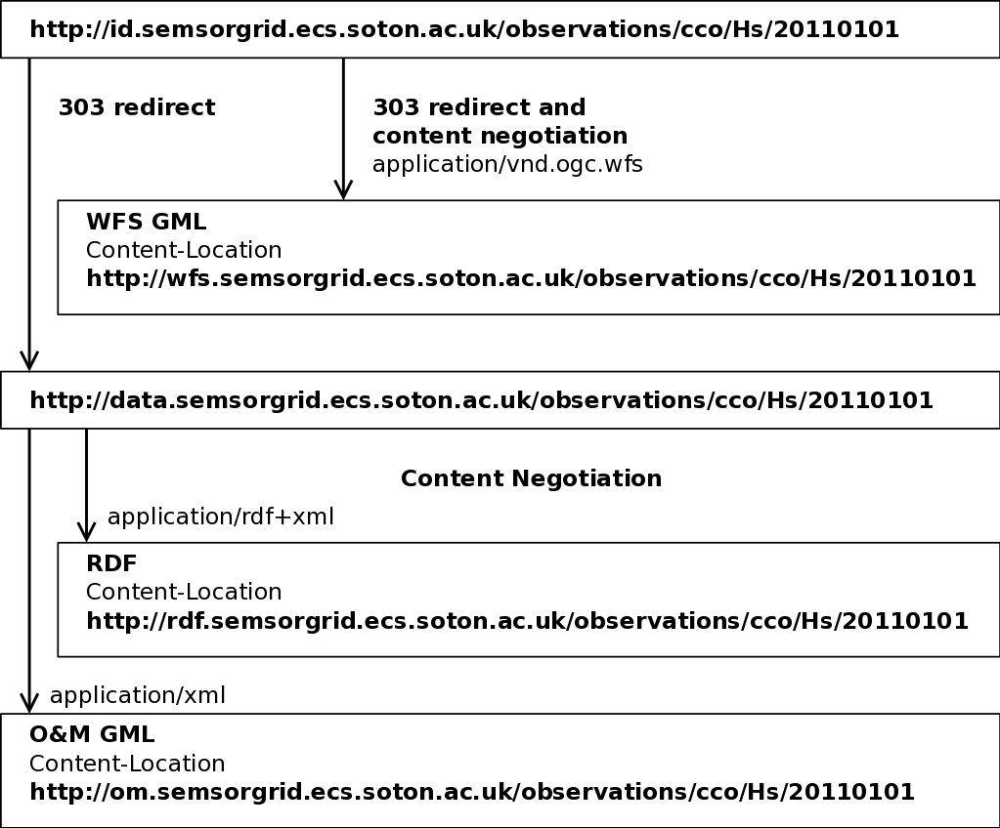 http://id.semsorgrid.ecs.soton.ac.uk/observations/cco/Hs/20110101
303 redirect
303 redirect and
content negotiation
application/vnd.ogc.wfs
WFS GML
Content-Location
http://wfs.semsorgrid.ecs.soton.ac.uk/observations/cco/Hs/20110101
http://data.semsorgrid.ecs.soton.ac.uk/observations/cco/Hs/20110101
Content Negotiation
application/rdf+xml
RDF
Content-Location
http://rdf.semsorgrid.ecs.soton.ac.uk/observations/cco/Hs/20110101
application/xml
O&M GML
Content-Location
http://om.semsorgrid.ecs.soton.ac.uk/observations/cco/Hs/20110101